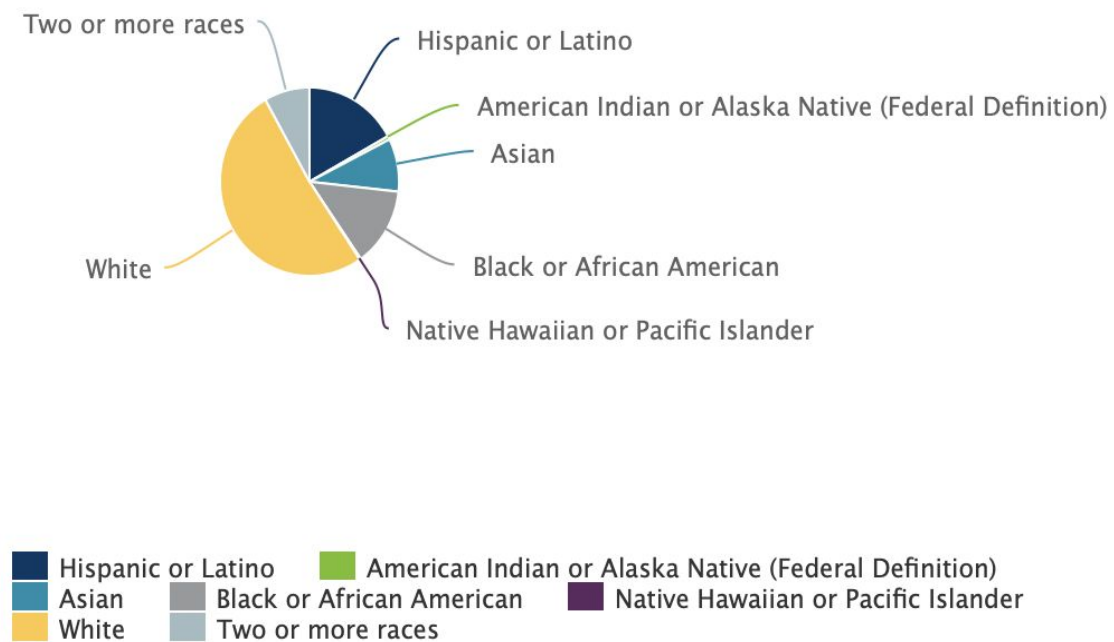 Two or more races
Hispanic or Latino
American Indian or Alaska Native (Federal Definition)
Asian
White
Black or African American
Native Hawaiian or Pacific Islander
Hispanic or Latino American Indian or Alaska Native (Federal Definition)
Asian Black or African American Native Hawaiian or Pacific Islander
White Two or more races